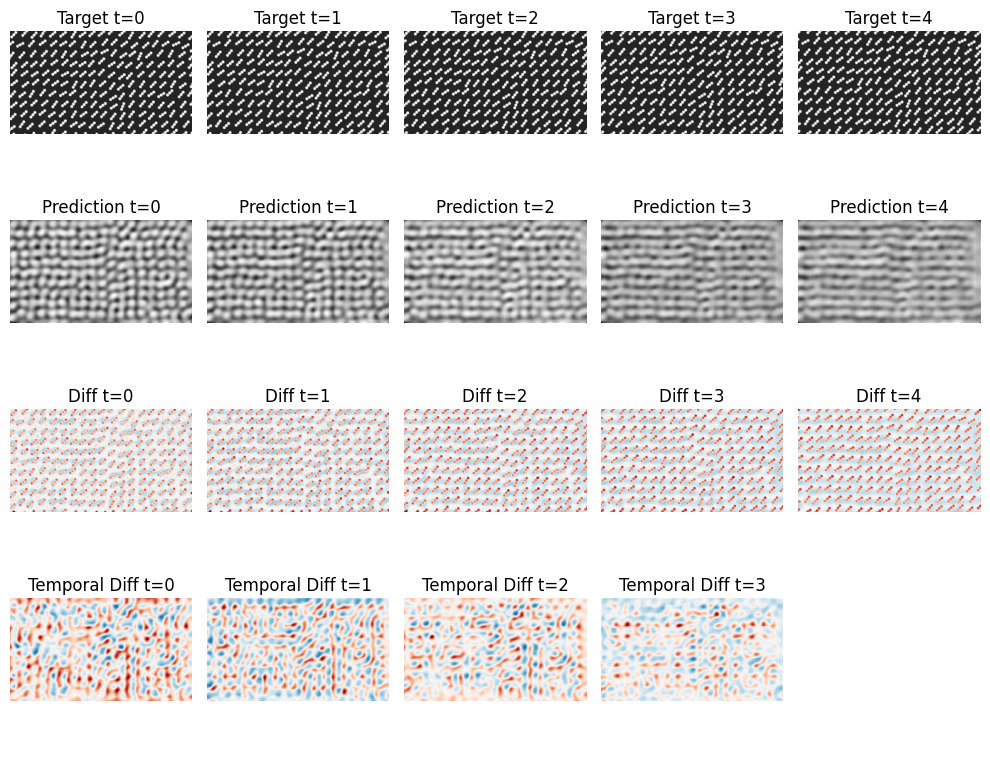 Target t=0 Target t=1 Target t=2 Target t=3 Target t=4
Prediction t=0 Prediction t=1 Prediction t=2 Prediction t=3 Prediction t=4
Diff t=0 Diff t=1 Diff t=2 Diff t=3 Diff t=4
Temporal Diff t=0 Temporal Diff t=1 Temporal Diff t=2 Temporal Diff t=3